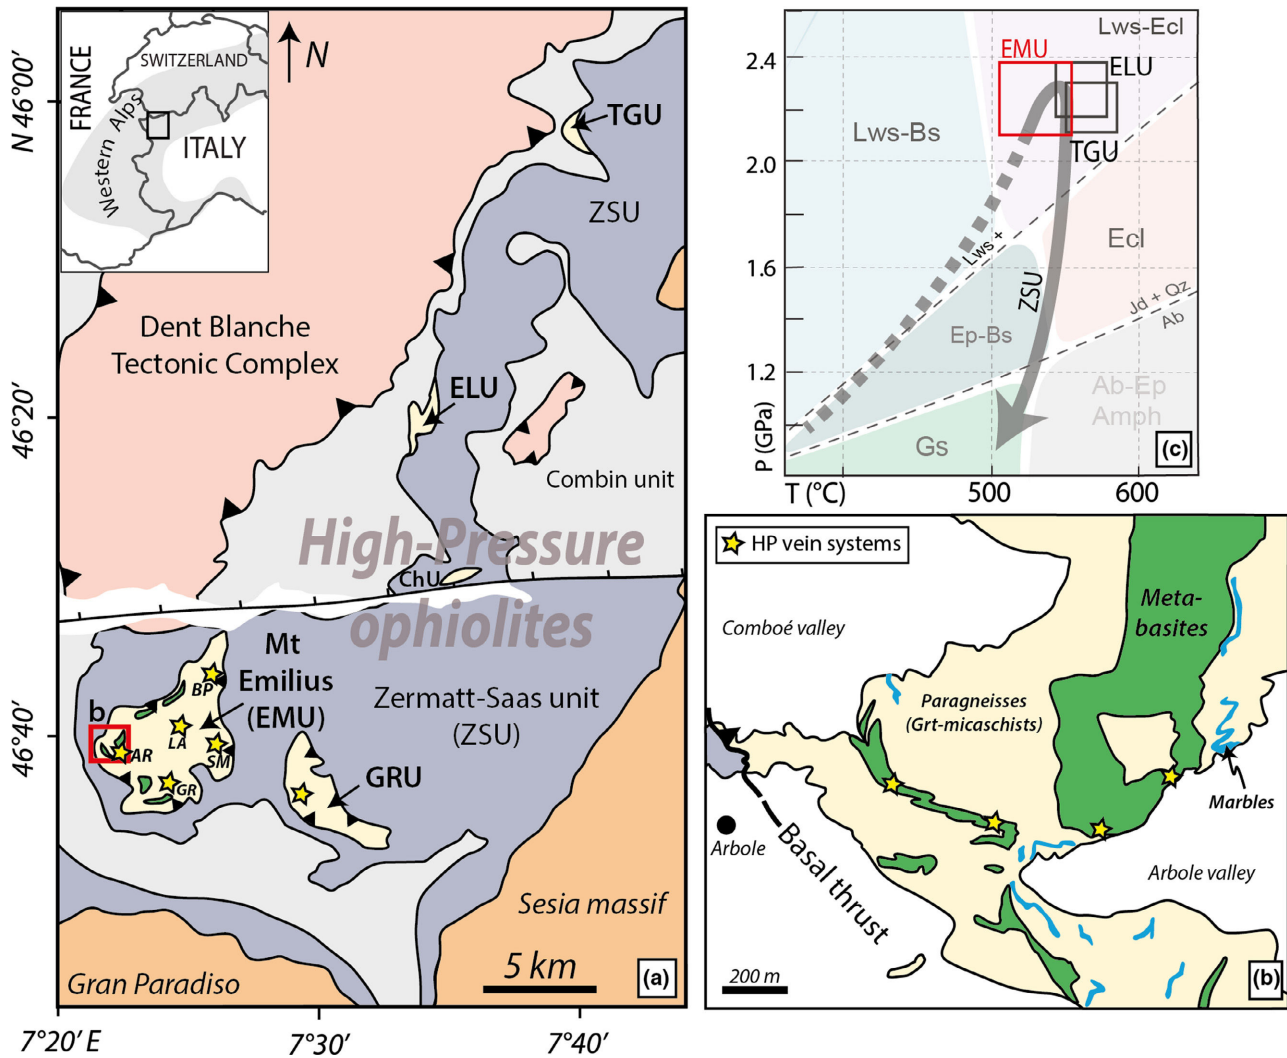 N 46°00′
46°20′
46°40′
7°20′ E
7°30′
7°40′
FRANCE
SWITZERLAND
Western Alps
ITALY
N
TGU
ZSU
Dent Blanche
Tectonic Complex
ELU
Combin unit
High-Pressure
ophiolites
ChU
Mt
Emilius
(EMU)
BP
b
LA
AR
SM
GR
Zermatt-Saas unit
(ZSU)
GRU
Sesia massif
Gran Paradiso
5 km
(a)
P (GPa)
2.4
2.0
1.6
1.2
T (°C)
500
600
EMU
Lws-Ecl
ELU
Lws-Bs
TGU
Lws +
Ecl
ZSU
Jd + Qz
Ab
Ep-Bs
Ab-Ep
Amph
Gs
(c)
HP vein systems
Comboé valley
Meta-
basites
Paragneisses
(Grt-micaschists)
Marbles
Arbole
Basal thrust
Arbole valley
200 m
(b)